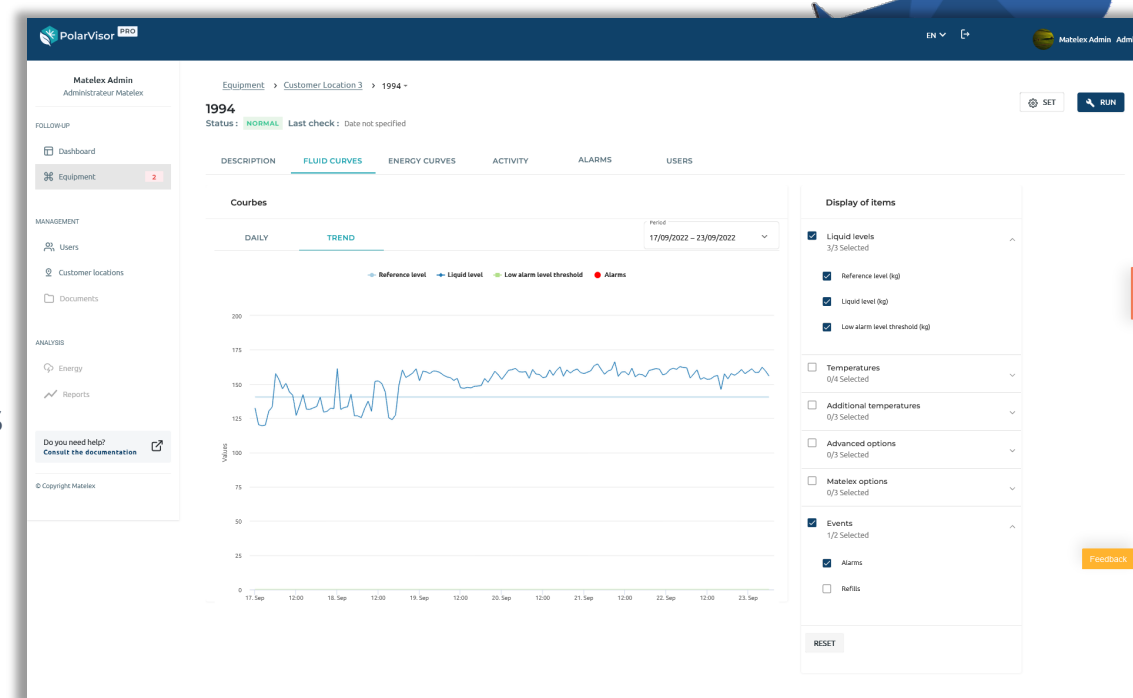 PolarVisor PRO
EN
Matelex Admin
Matelex Admin
Administrateur Matelex
FOLLOW-UP
Dashboard
Equipment 2
MANAGEMENT
Users
Customer locations
Documents
ANALYSIS
Energy
Reports
Do you need help?
Consult the documentation
© Copyright Matelex
Equipment > Customer Location 3 > 1994 -
1994
Status : NORMAL Last check : Date not specified
SET
RUN
DESCRIPTION FLUID CURVES ENERGY CURVES ACTIVITY ALARMS USERS
Courbes
DAILY TREND
Period
17/09/2022 – 23/09/2022
Reference level Liquid level Low alarm level threshold Alarms
Values
200
175
150
125
100
75
50
25
0
17. Sep 12:00 18. Sep 12:00 19. Sep 12:00 20. Sep 12:00 21. Sep 12:00 22. Sep 12:00 23. Sep
Display of items
Liquid levels
3/3 Selected
Reference level (kg)
Liquid level (kg)
Low alarm level threshold (kg)
Temperatures
0/4 Selected
Additional temperatures
0/3 Selected
Advanced options
0/3 Selected
Matelex options
0/3 Selected
Events
1/2 Selected
Alarms
Refills
RESET
Feedback